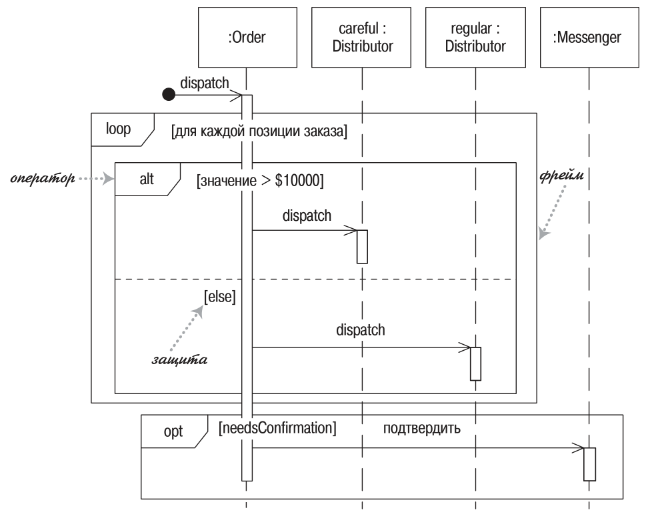 :Order
careful :
Distributor
regular :
Distributor
:Messenger
dispatch
loop
[для каждой позиции заказа]
оператор
alt
[значение > $10000]
фрейм
dispatch
[else]
dispatch
защита
opt
[needsConfirmation]
подтвердить